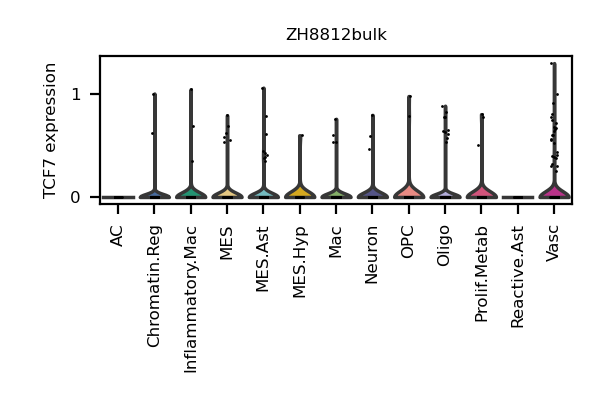 ZH8812bulk
TCF7 expression
1
0
AC
Chromatin.Reg
Inflammatory.Mac
MES
MES.Ast
MES.Hyp
Mac
Neuron
OPC
Oligo
Prolif.Metab
Reactive.Ast
Vasc